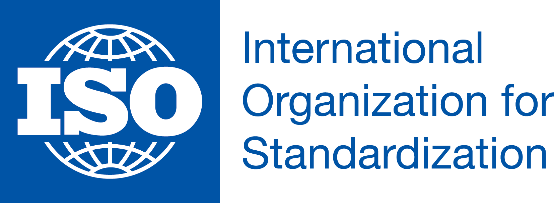 ISO
International
Organization for
Standardization